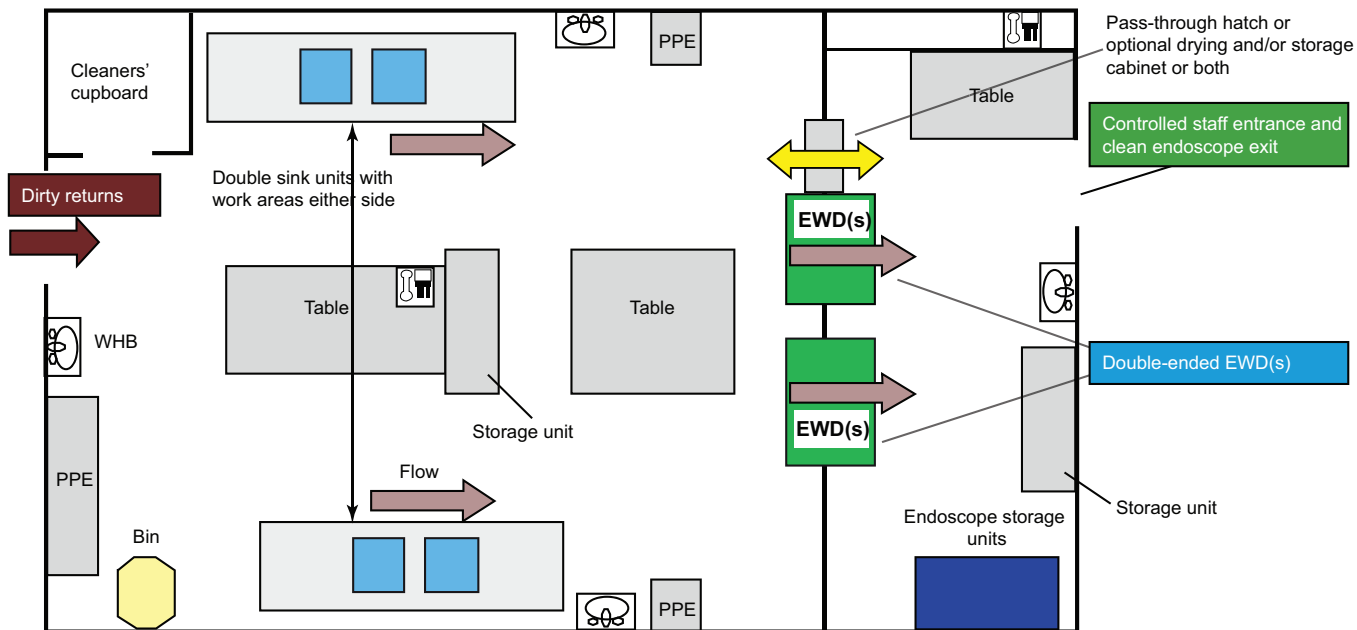 Cleaners'
cupboard
PPE
Pass-through hatch or
optional drying and/or storage
cabinet or both
Table
Controlled staff entrance and
clean endoscope exit
Dirty returns
Double sink units with
work areas either side
EWD(s)
Table
Table
WHB
Double-ended EWD(s)
EWD(s)
Storage unit
PPE
Flow
Storage unit
Bin
Endoscope storage
units
PPE